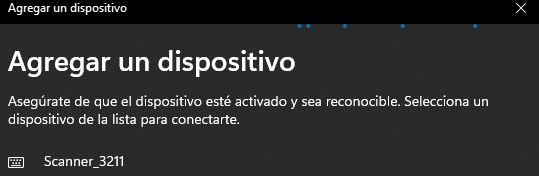 Agregar un dispositivo
Agregar un dispositivo
Asegúrate de que el dispositivo esté activado y sea reconocible. Selecciona un
dispositivo de la lista para conectarte.
Scanner_3211